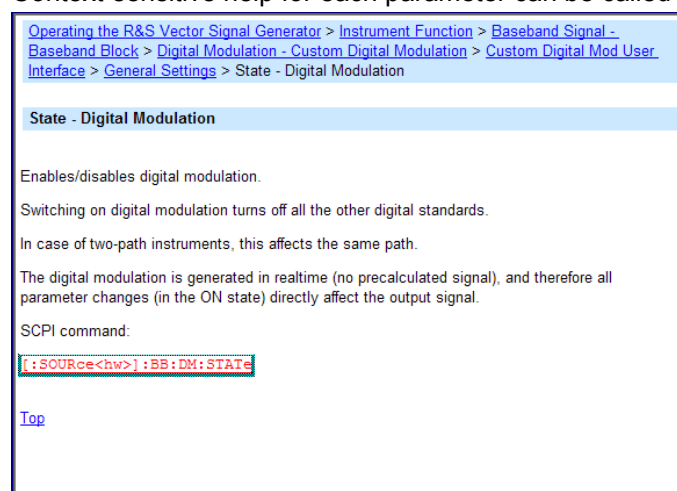 Context-sensitive help for each parameter can be called
Operating the R&S Vector Signal Generator > Instrument Function > Baseband Signal -
Baseband Block > Digital Modulation - Custom Digital Modulation > Custom Digital Mod User
Interface > General Settings > State - Digital Modulation
State - Digital Modulation
Enables/disables digital modulation.
Switching on digital modulation turns off all the other digital standards.
In case of two-path instruments, this affects the same path.
The digital modulation is generated in realtime (no precalculated signal), and therefore all
parameter changes (in the ON state) directly affect the output signal.
SCPI command:
[:SOURce<hw>]:BB:DM:STATe
Top